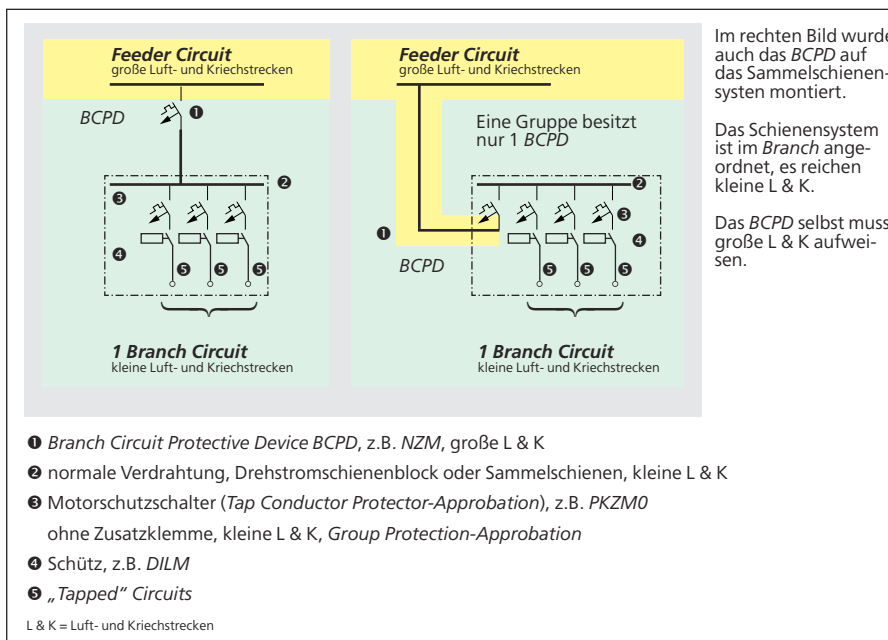 Feeder Circuit
große Luft- und Kriechstrecken
BCPD
❶
❷
❸
❹
❺ ❺ ❺
1 Branch Circuit
kleine Luft- und Kriechstrecken
Feeder Circuit
große Luft- und Kriechstrecken
Eine Gruppe besitzt
nur 1 BCPD
❷
❸
❶
❹
BCPD
❺ ❺ ❺
1 Branch Circuit
kleine Luft- und Kriechstrecken
Im rechten Bild wurde
auch das BCPD auf
das Sammelschienen-
systen montiert.
Das Schienensystem
ist im Branch ange-
ordnet, es reichen
kleine L & K.
Das BCPD selbst muss
große L & K aufwei-
sen.
❶ Branch Circuit Protective Device BCPD, z.B. NZM, große L & K
❷ normale Verdrahtung, Drehstromschienenblock oder Sammelschienen, kleine L & K
❸ Motorschutzschalter (Tap Conductor Protector-Approbation), z.B. PKZM0
ohne Zusatzklemme, kleine L & K, Group Protection-Approbation
❹ Schütz, z.B. DILM
❺ „Tapped“ Circuits
L & K = Luft- und Kriechstrecken